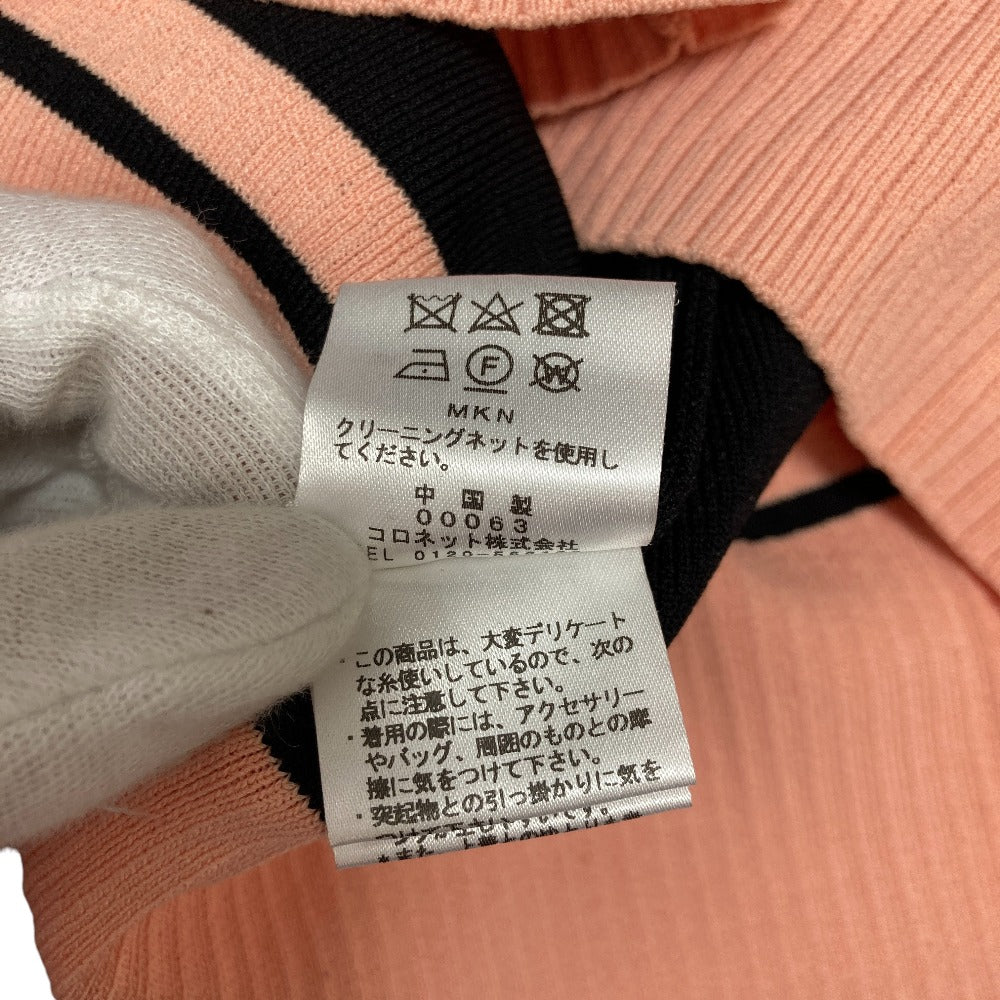 F
W
MKN
クリーニングネットを使用し
てください。
中国製
00063
コロネット株式会社
EL 0120-
・この商品は、大変デリケート
な糸使いしているので、次の
点に注意して下さい。
・着用の際には、アクセサリー
やバッグ、周囲のものとの摩
擦に気をつけて下さい。
・突起物との引っ掛かりに気を